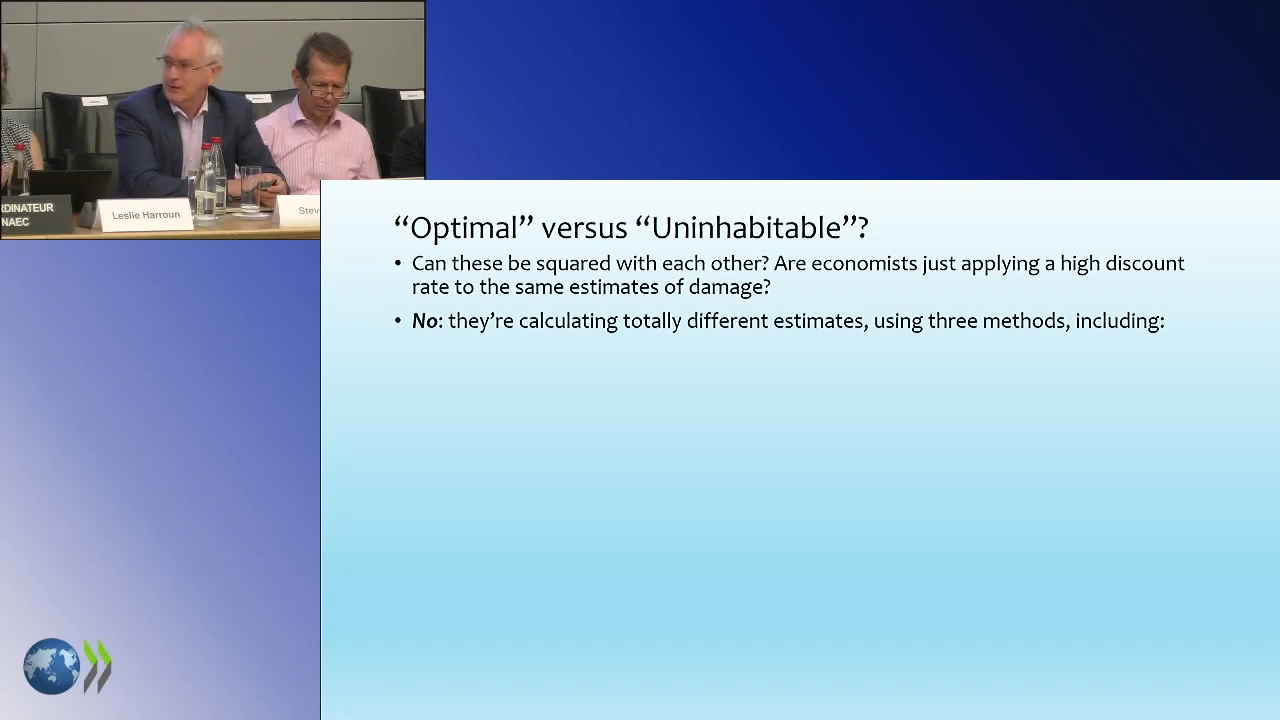 RDINATEUR
NAEC
Leslie Harroun
Stev
“Optimal” versus “Uninhabitable”?
• Can these be squared with each other? Are economists just applying a high discount
rate to the same estimates of damage?
• No: they’re calculating totally different estimates, using three methods, including: